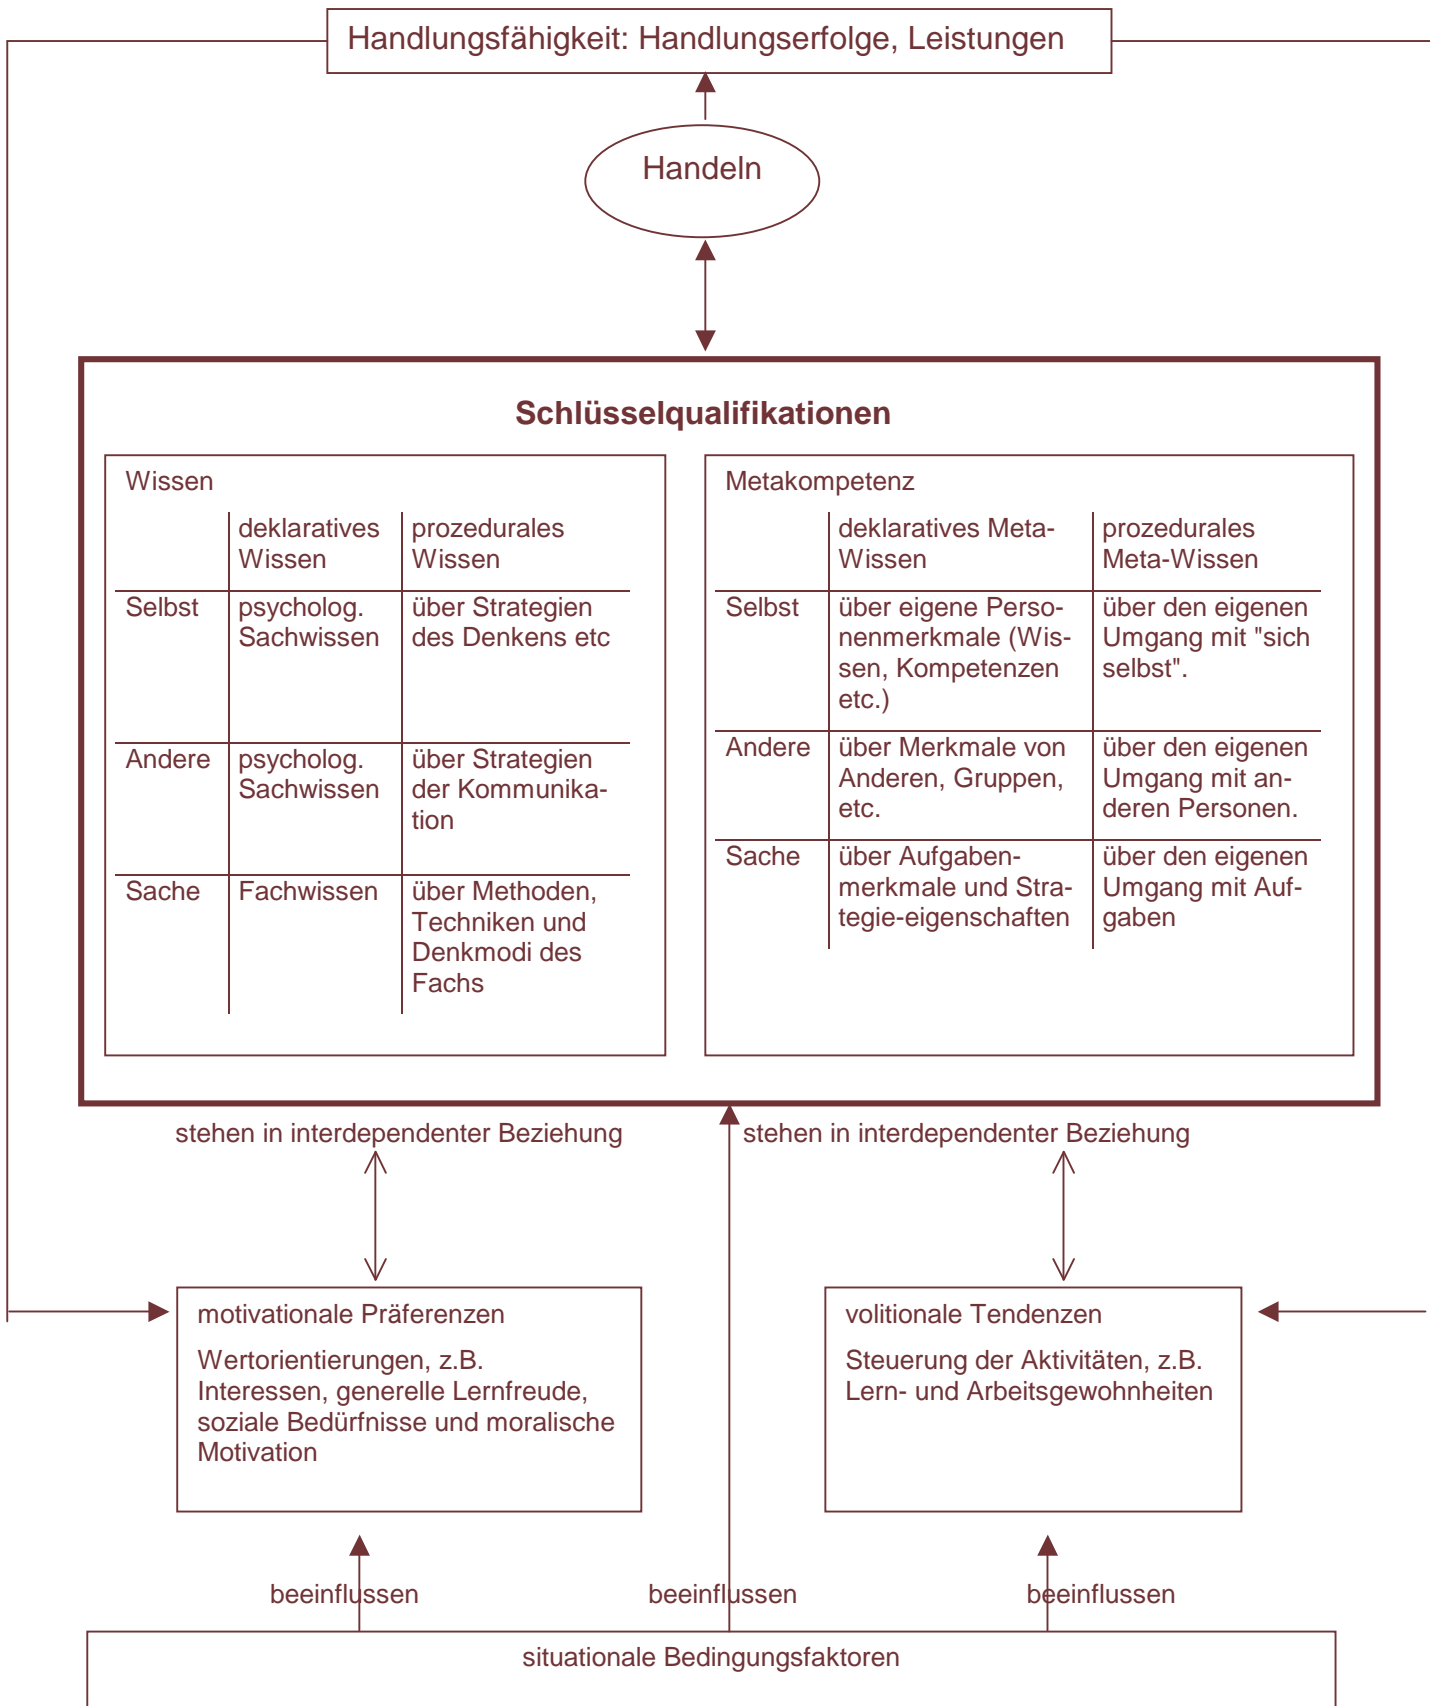 Handlungsfähigkeit: Handlungserfolge, Leistungen
Handeln
Schlüsselqualifikationen
Wissen
deklaratives
Wissen
prozedurales
Wissen
Selbst
psycholog.
Sachwissen
über Strategien
des Denkens etc
Andere
psycholog.
Sachwissen
über Strategien
der Kommunika-
tion
Sache
Fachwissen
über Methoden,
Techniken und
Denkmodi des
Fachs
Metakompetenz
deklaratives Meta-
Wissen
prozedurales
Meta-Wissen
Selbst
über eigene Perso-
nenmerkmale (Wis-
sen, Kompetenzen
etc.)
über den eigenen
Umgang mit "sich
selbst".
Andere
über Merkmale von
Anderen, Gruppen,
etc.
über den eigenen
Umgang mit an-
deren Personen.
Sache
über Aufgaben-
merkmale und Stra-
tegie-eigenschaften
über den eigenen
Umgang mit Auf-
gaben
stehen in interdependenter Beziehung
stehen in interdependenter Beziehung
motivationale Präferenzen
Wertorientierungen, z.B.
Interessen, generelle Lernfreude,
soziale Bedürfnisse und moralische
Motivation
volitionale Tendenzen
Steuerung der Aktivitäten, z.B.
Lern- und Arbeitsgewohnheiten
beeinflussen
beeinflussen
beeinflussen
situationale Bedingungsfaktoren